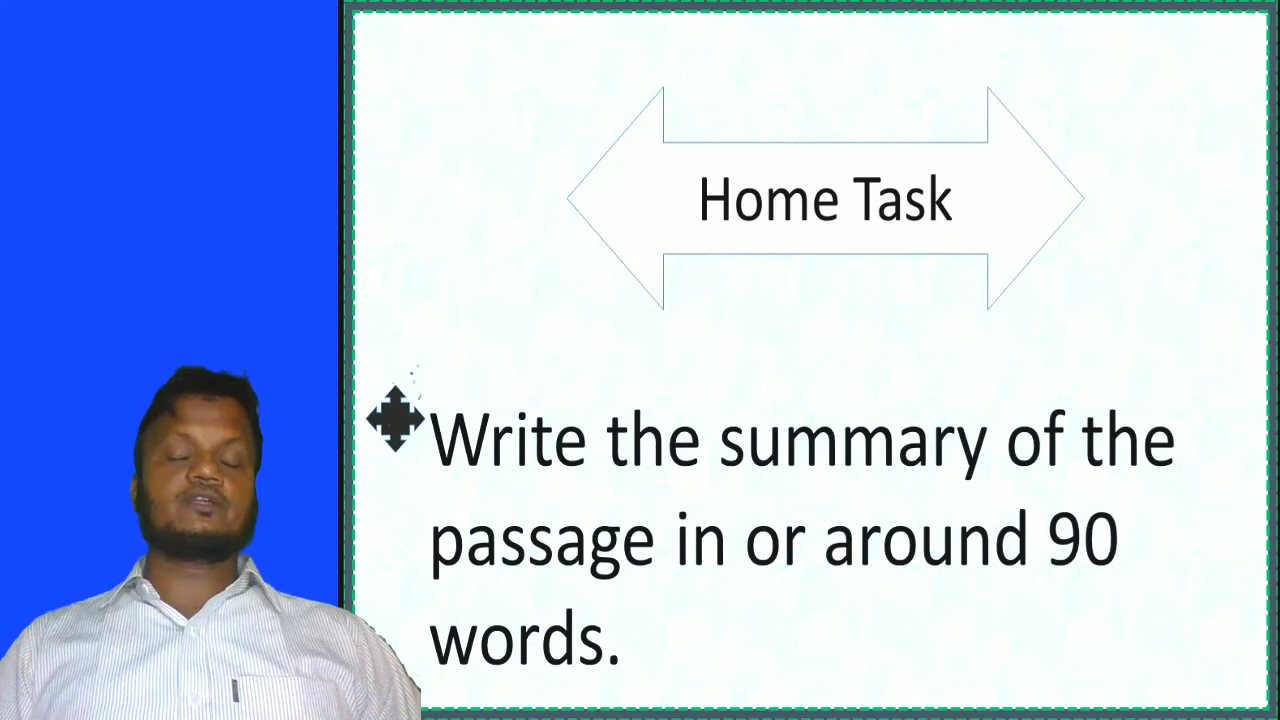 Home Task
Write the summary of the
passage in or around 90
words.